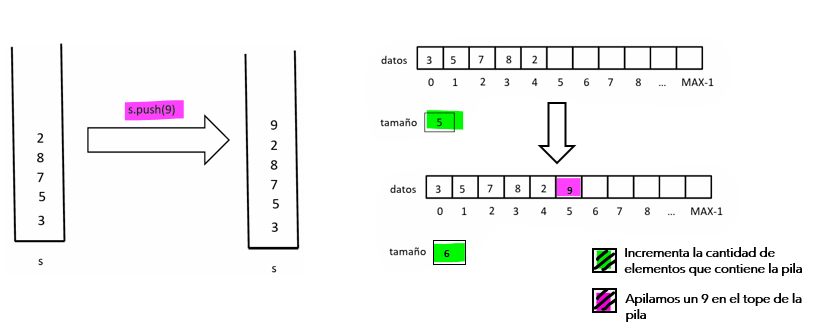 s.push(9)
2
8
7
5
3
s
9
2
8
7
5
3
s
datos 3 5 7 8 2
0 1 2 3 4 5 6 7 8 ... MAX-1
tamaño 5
datos 3 5 7 8 2 9
0 1 2 3 4 5 6 7 8 ... MAX-1
tamaño 6
Incrementa la cantidad de
elementos que contiene la pila
Apilamos un 9 en el tope de la
pila